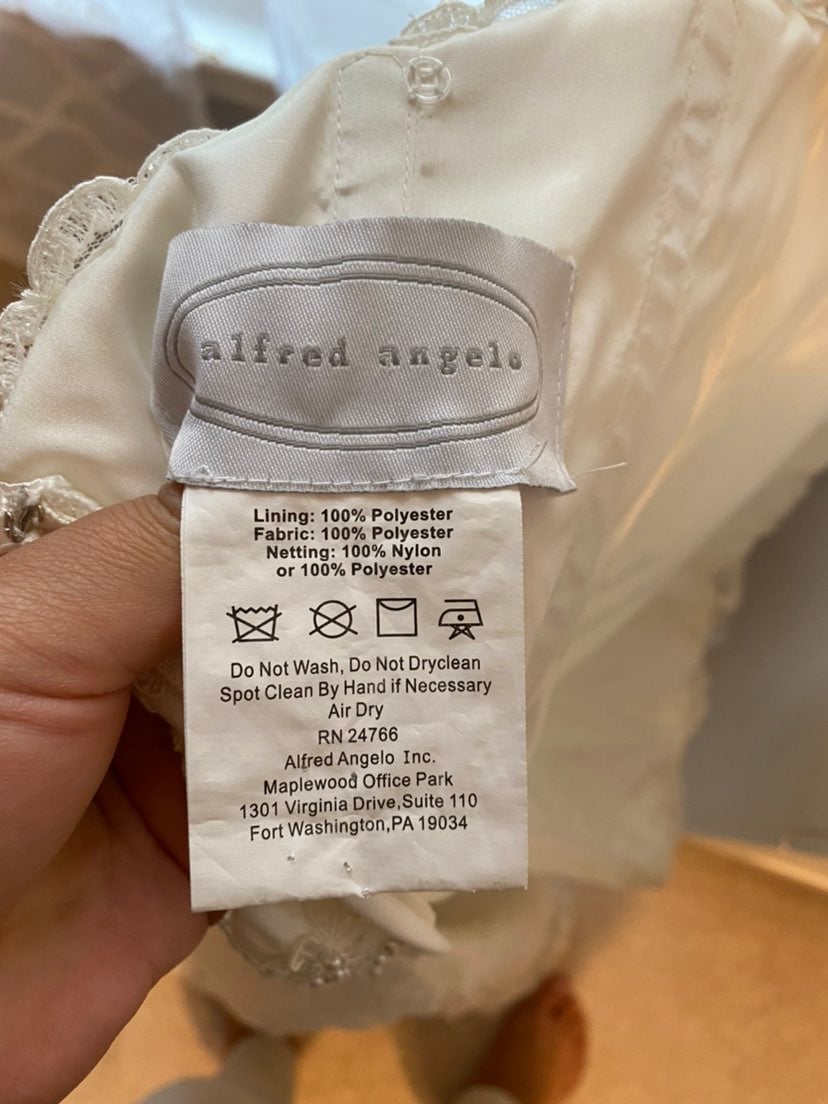 alfred angelo
Lining: 100% Polyester
Fabric: 100% Polyester
Netting: 100% Nylon
or 100% Polyester
Do Not Wash, Do Not Dryclean
Spot Clean By Hand if Necessary
Air Dry
RN 24766
Alfred Angelo Inc.
Maplewood Office Park
1301 Virginia Drive,Suite 110
Fort Washington,PA 19034